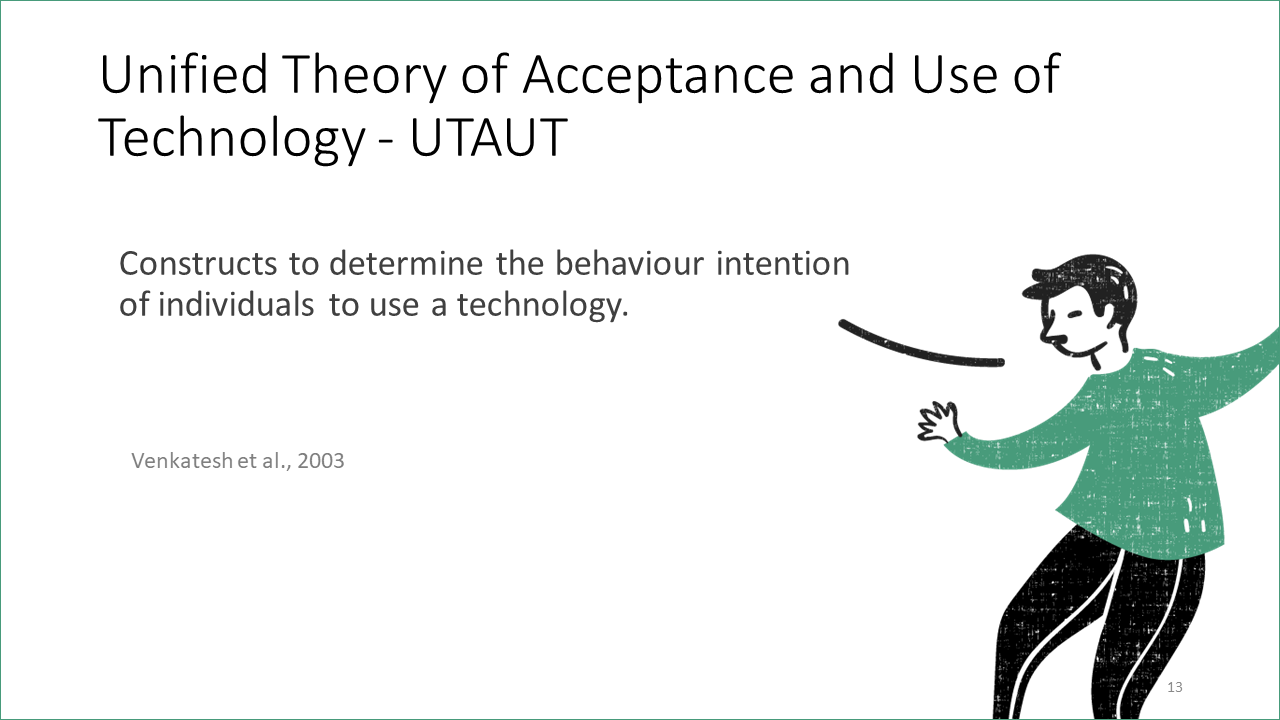 Unified Theory of Acceptance and Use of
Technology - UTAUT
Constructs to determine the behaviour intention
of individuals to use a technology.
Venkatesh et al., 2003
13